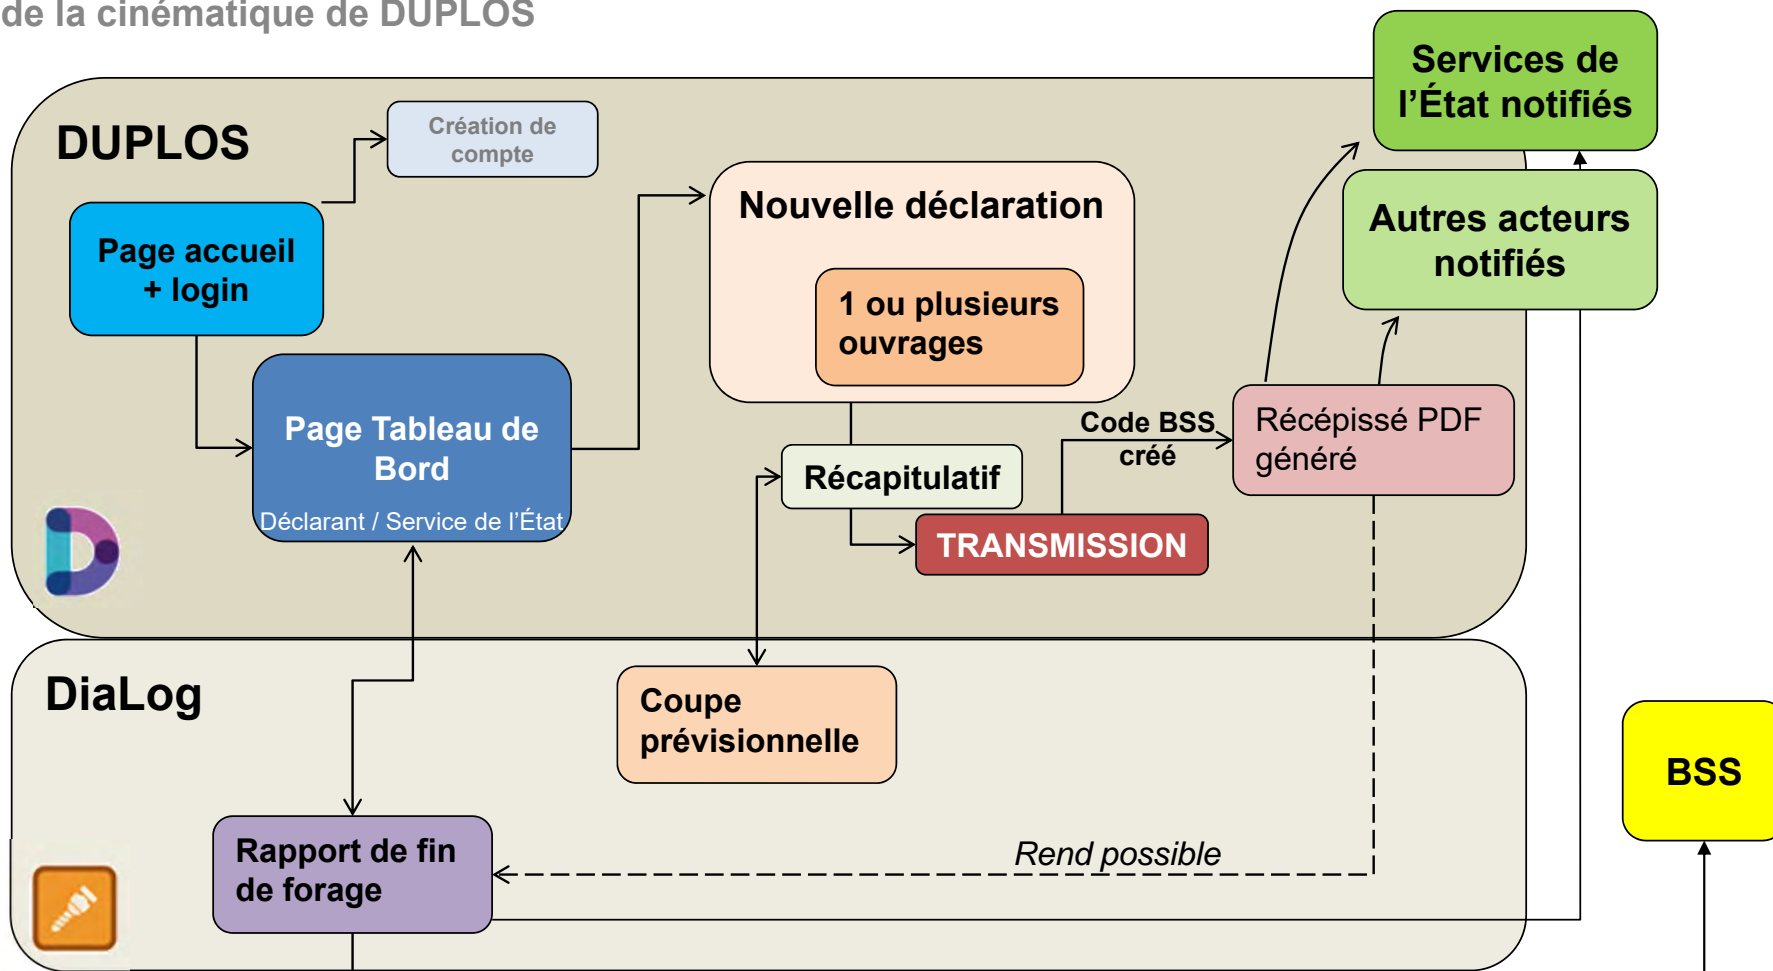 de la cinématique de DUPLOS
Services de
l’État notifiés
DUPLOS
Création de
compte
Nouvelle déclaration
Autres acteurs
notifiés
Page accueil
+ login
1 ou plusieurs
ouvrages
Page Tableau de
Bord
Déclarant / Service de l’État
Code BSS
créé
Récépissé PDF
généré
Récapitulatif
TRANSMISSION
DiaLog
Coupe
prévisionnelle
BSS
Rapport de fin
de forage
Rend possible